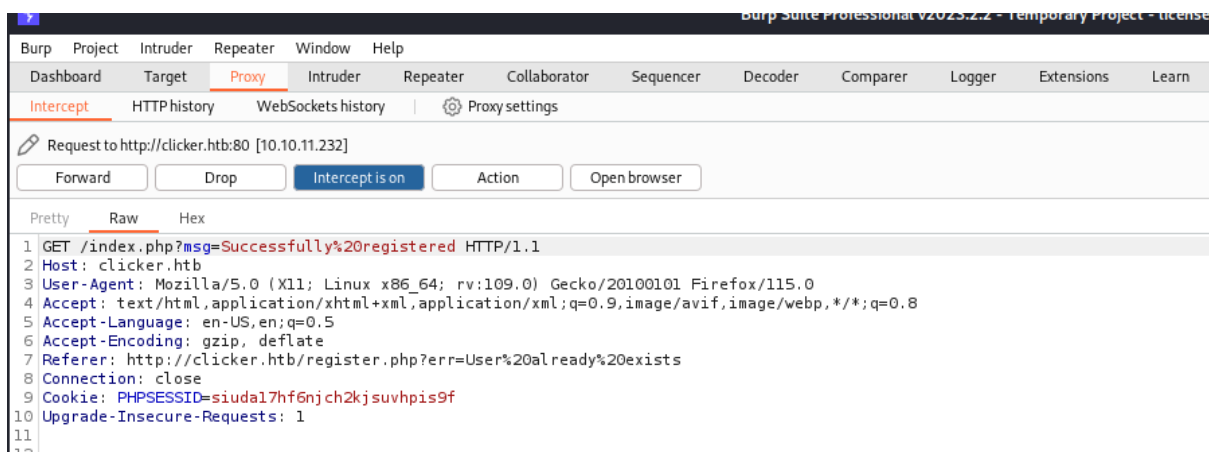 Burp Suite Professional v2023.2.2 - Temporary Project - license
Burp Project Intruder Repeater Window Help
Dashboard Target Proxy Intruder Repeater Collaborator Sequencer Decoder Comparer Logger Extensions Learn
Intercept HTTP history WebSockets history Proxy settings
Request to http://clicker.htb:80 [10.10.11.232]
Forward Drop Intercept is on Action Open browser
Pretty Raw Hex
1 GET /index.php?msg=Successfully%20registered HTTP/1.1
2 Host: clicker.htb
3 User-Agent: Mozilla/5.0 (X11; Linux x86_64; rv:109.0) Gecko/20100101 Firefox/115.0
4 Accept: text/html,application/xhtml+xml,application/xml;q=0.9,image/avif,image/webp,*/*;q=0.8
5 Accept-Language: en-US,en;q=0.5
6 Accept-Encoding: gzip, deflate
7 Referer: http://clicker.htb/register.php?err=User%20already%20exists
8 Connection: close
9 Cookie: PHPSESSID=siuda17hf6njch2kjsuvhpis9f
10 Upgrade-Insecure-Requests: 1
11
12